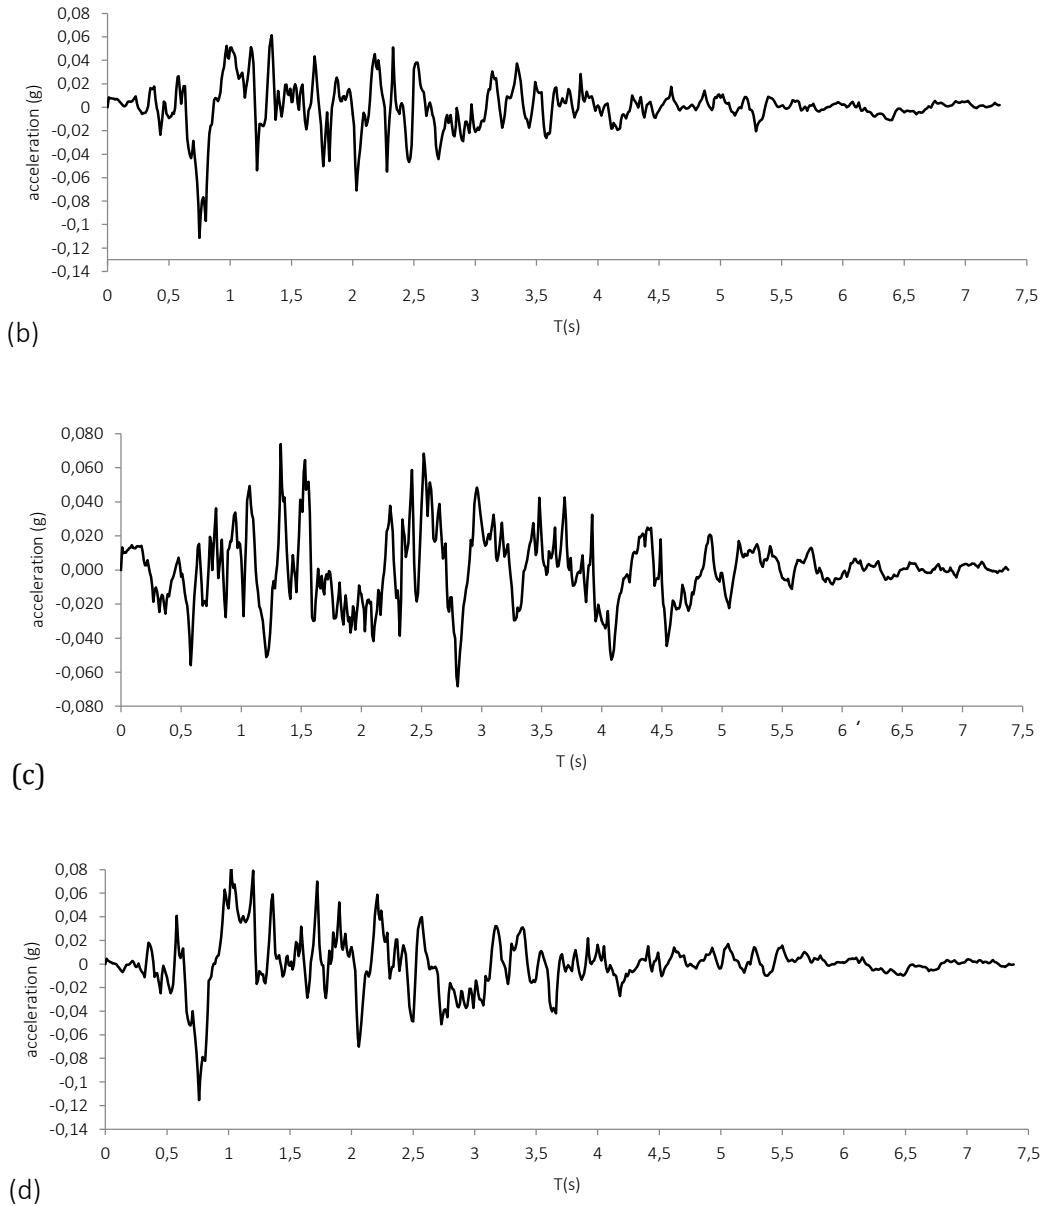 0,08
0,06
0,04
0,02
0
-0,02
-0,04
-0,06
-0,08
-0,1
-0,12
-0,14
acceleration (g)
0 0,5 1 1,5 2 2,5 3 3,5 4 4,5 5 5,5 6 6,5 7 7,5
T(s)
(b)
0,080
0,060
0,040
0,020
0,000
-0,020
-0,040
-0,060
-0,080
acceleration (g)
0 0,5 1 1,5 2 2,5 3 3,5 4 4,5 5 5,5 6 ‘ 6,5 7 7,5
T (s)
(c)
0,08
0,06
0,04
0,02
0
-0,02
-0,04
-0,06
-0,08
-0,1
-0,12
-0,14
acceleration (g)
0 0,5 1 1,5 2 2,5 3 3,5 4 4,5 5 5,5 6 6,5 7 7,5
T(s)
(d)